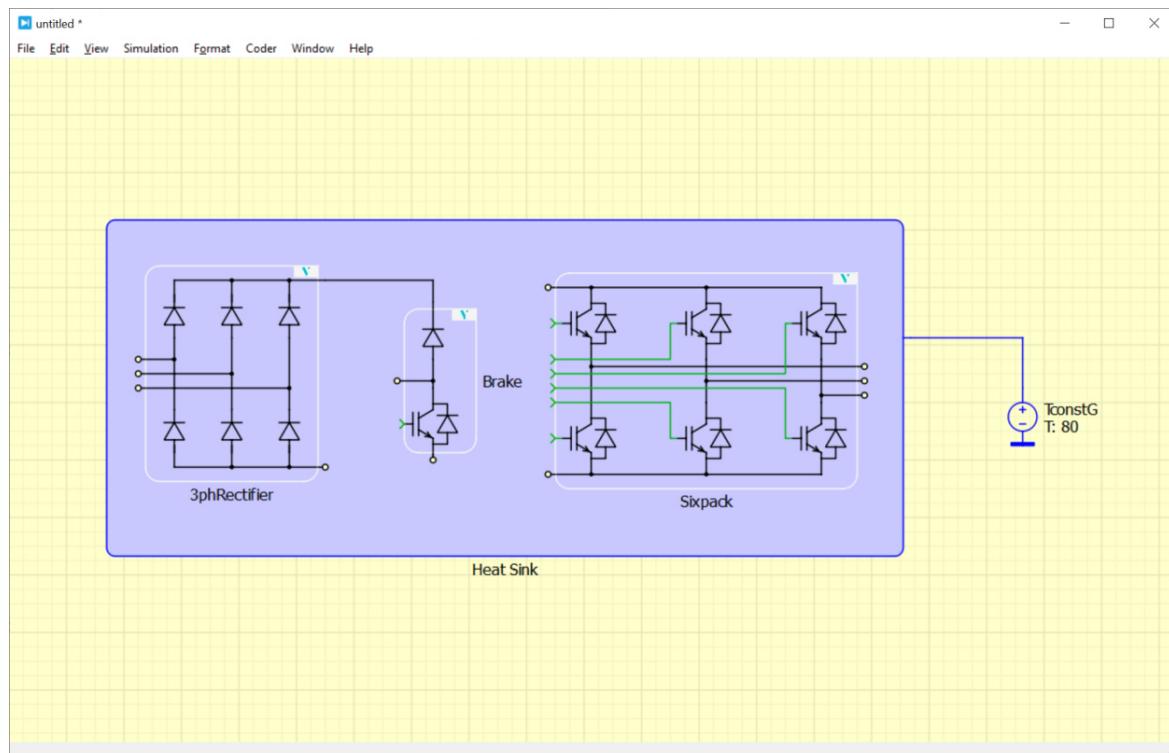 untitled *
File Edit View Simulation Format Coder Window Help
Brake
TconstG
T: 80
3phRectifier
Sixpack
Heat Sink